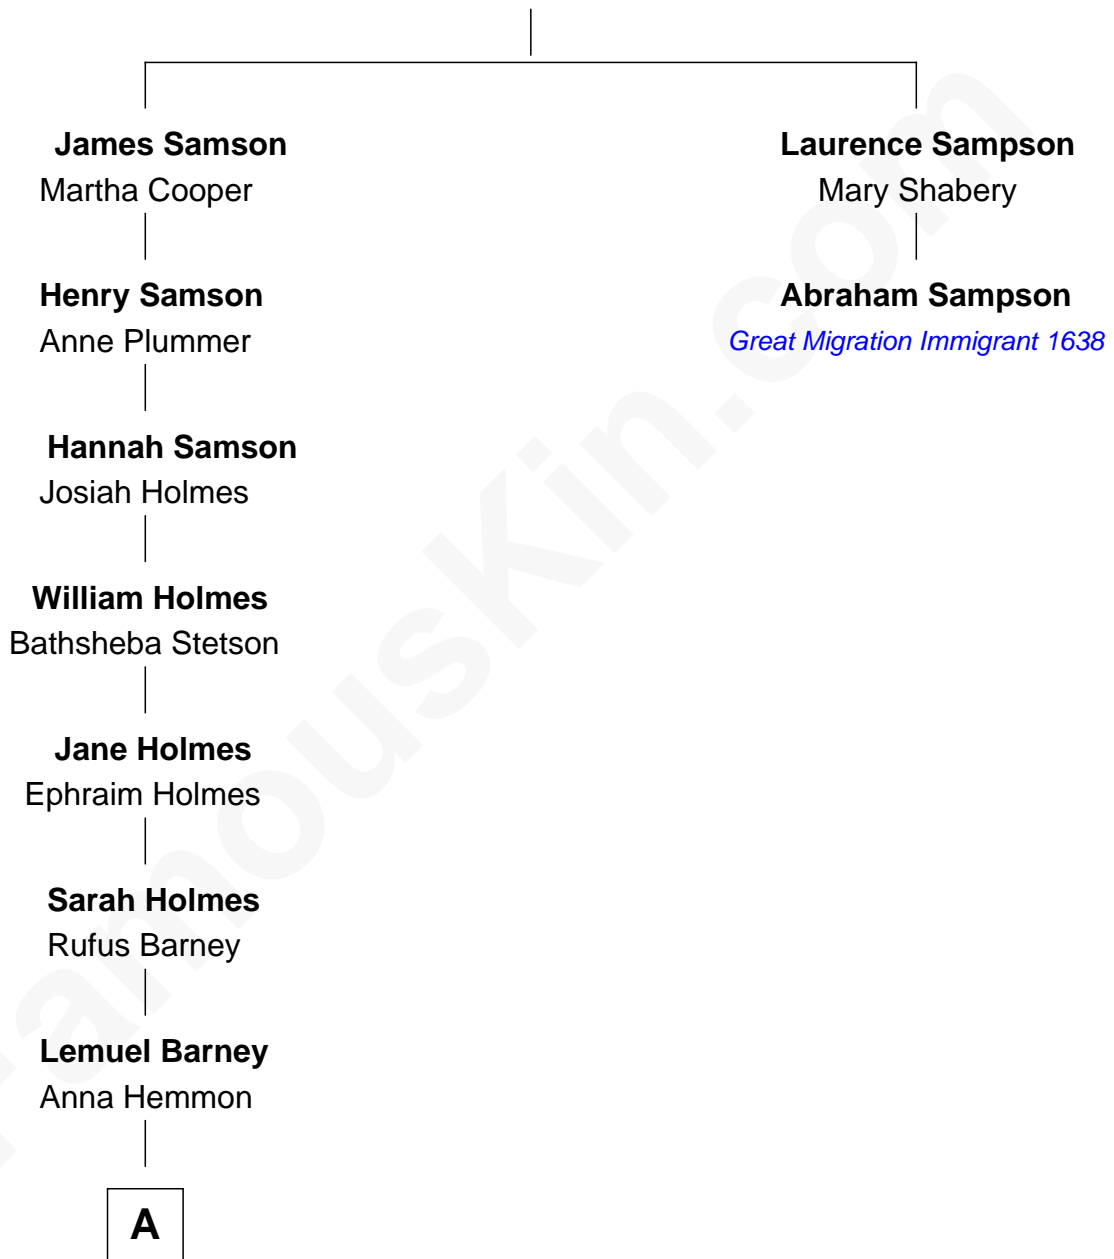 James Samson
Martha Cooper
Laurence Sampson
Mary Shabery
Henry Samson
Anne Plummer
Abraham Sampson
Great Migration Immigrant 1638
Hannah Samson
Josiah Holmes
William Holmes
Bathsheba Stetson
Jane Holmes
Ephraim Holmes
Sarah Holmes
Rufus Barney
Lemuel Barney
Anna Hemmon
A
FamousKin.com